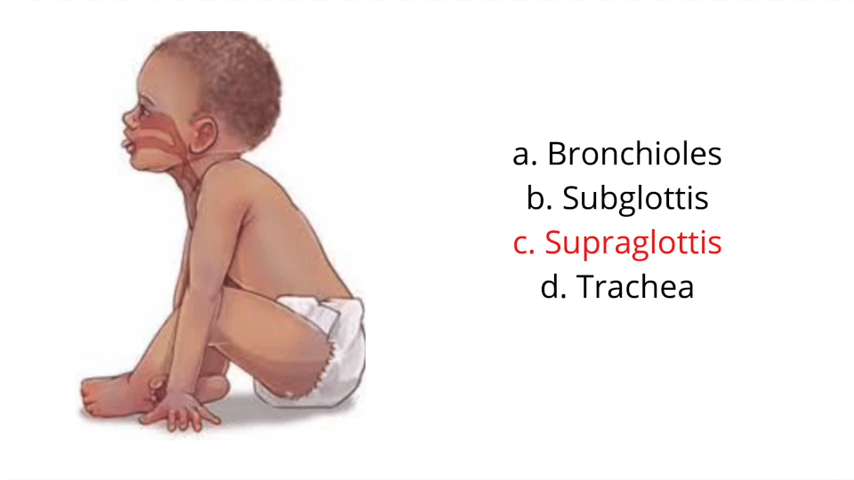 a. Bronchioles
b. Subglottis
c. Supraglottis
d. Trachea